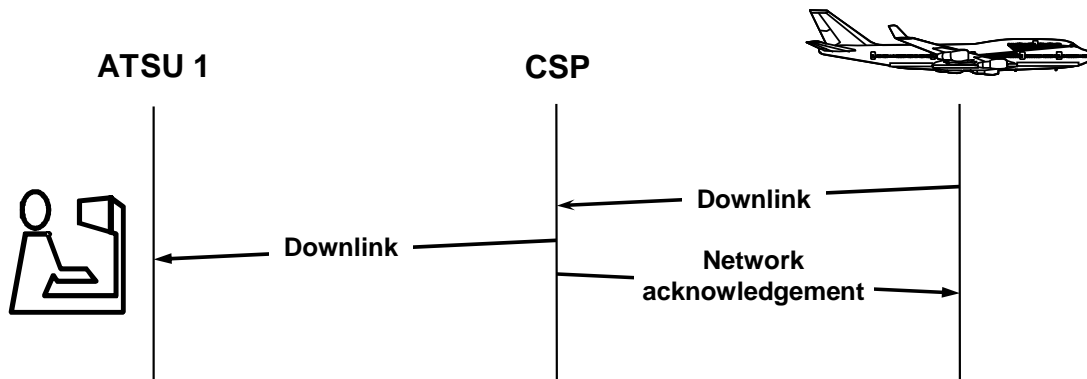 ATSU 1
CSP
Downlink
Downlink
Network
acknowledgement